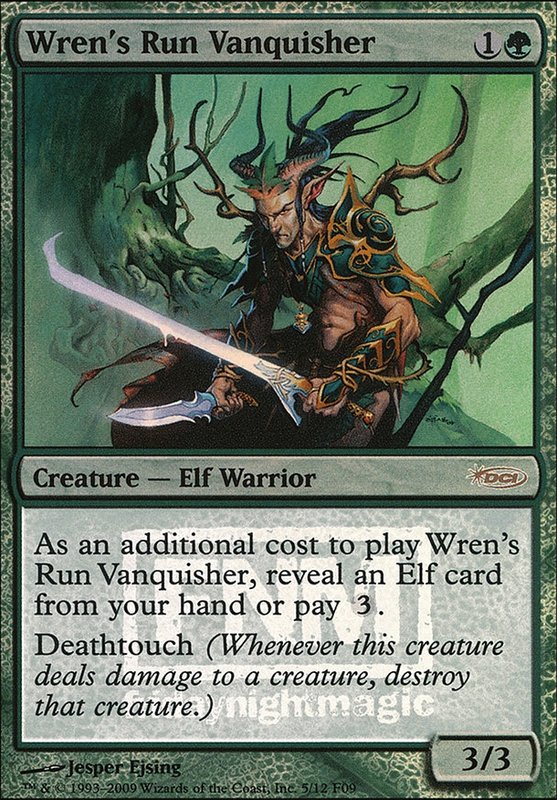 Wren's Run Vanquisher 1
Creature — Elf Warrior
DCI
As an additional cost to play Wren's
Run Vanquisher, reveal an Elf card
from your hand or pay 3.
Deathtouch (Whenever this creature
deals damage to a creature, destroy
that creature.)
FNM
fridaynightmagic
3/3
Jesper Ejsing
™ & © 1993–2009 Wizards of the Coast, Inc. 5/12 F09